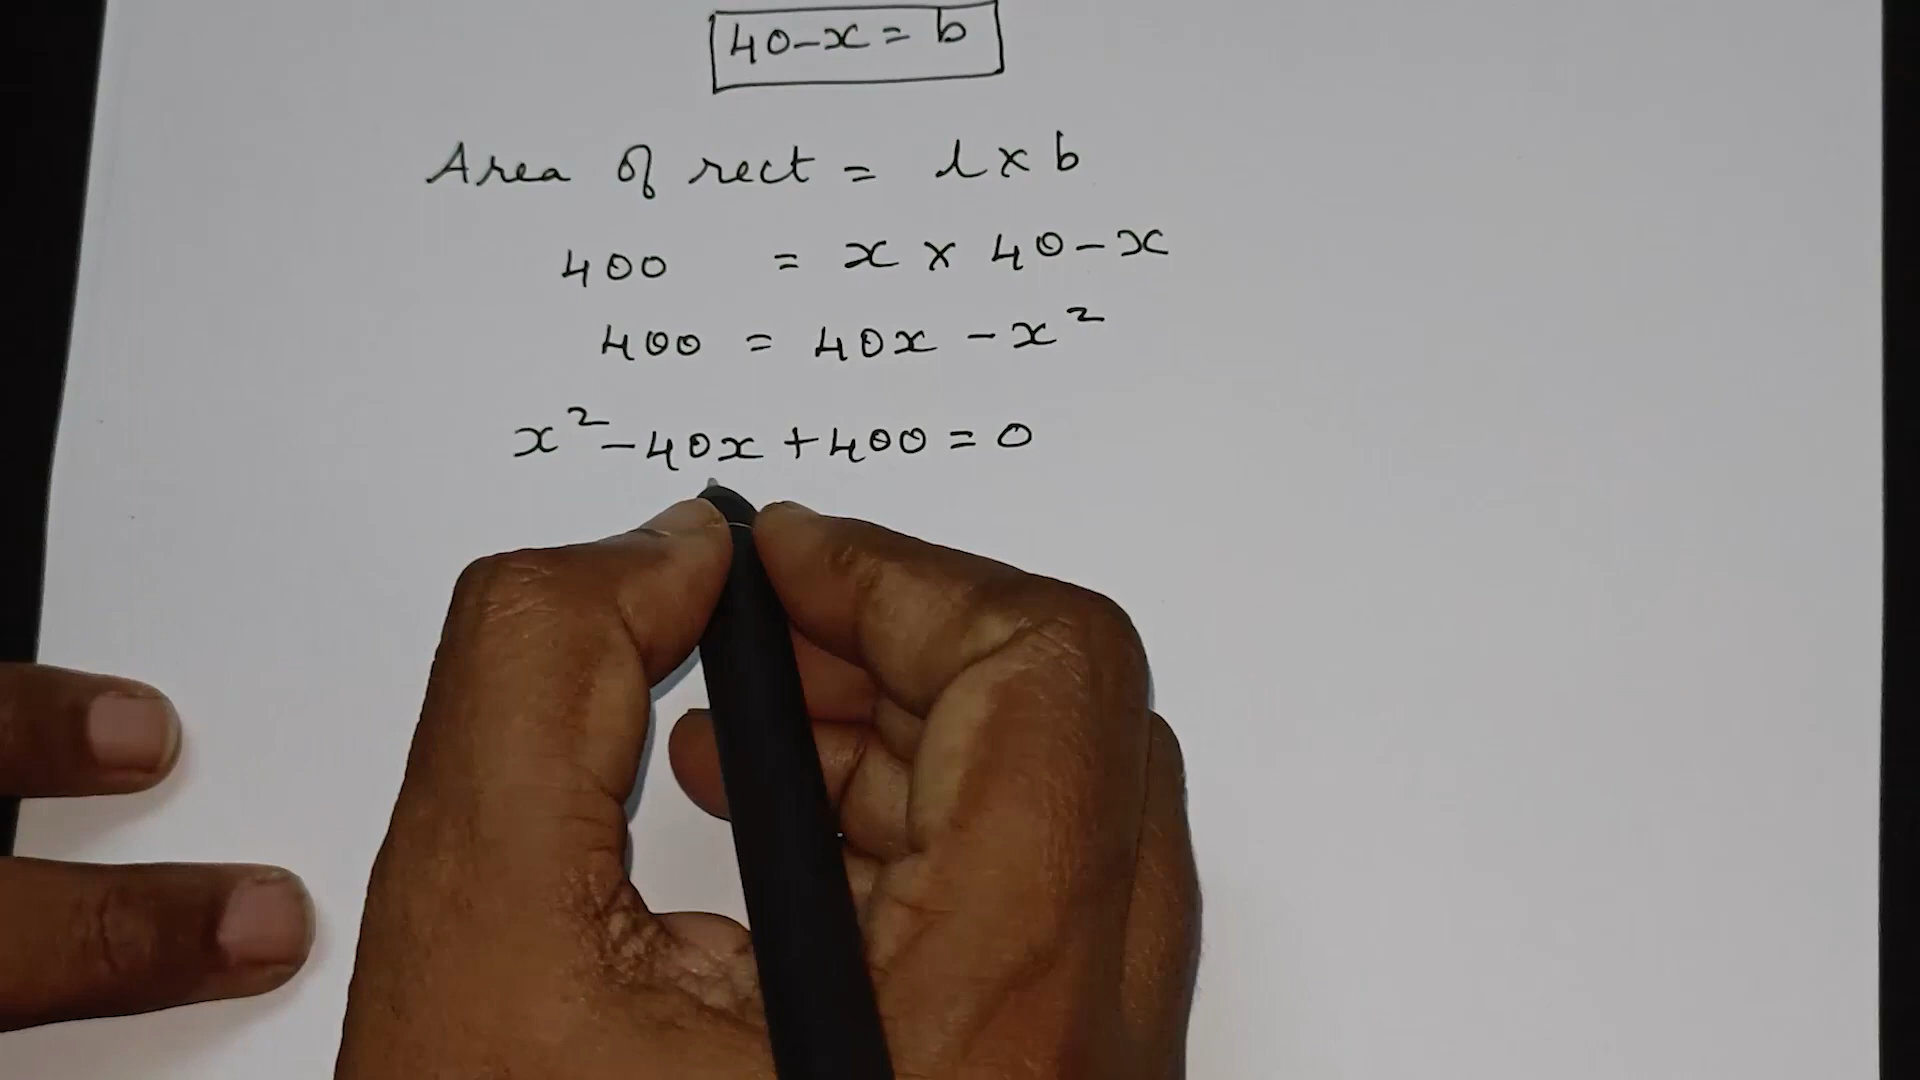 40-x = b
Area of rect = l x b
400 = x x 40-x
400 = 40x - x²
x² - 40x + 400 = 0